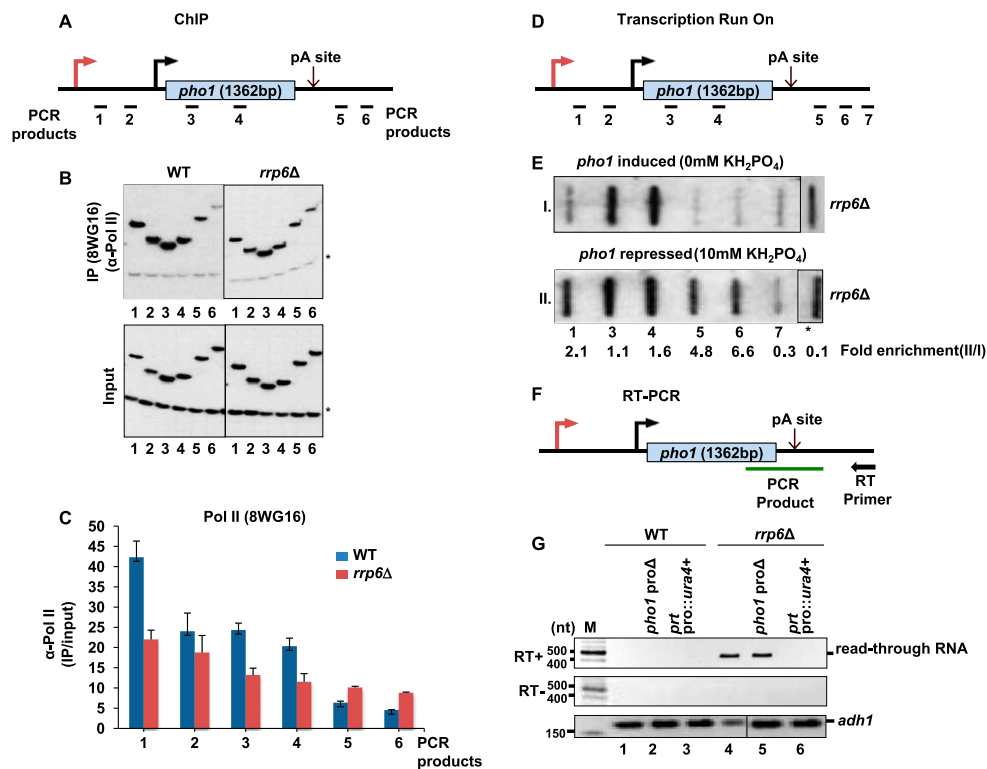 A
ChIP
pA site
pho1 (1362bp)
PCR products
1 2 3 4 5 6
PCR products
B
WT
rrp6Δ
IP (8WG16)
(α-Pol II)
*
1 2 3 4 5 6
1 2 3 4 5 6
Input
*
1 2 3 4 5 6
1 2 3 4 5 6
C
Pol II (8WG16)
α-Pol II
(IP/input)
50
45
40
35
30
25
20
15
10
5
0
WT
rrp6Δ
1 2 3 4 5 6
PCR products
D
Transcription Run On
pA site
pho1 (1362bp)
1 2 3 4 5 6 7
E
pho1 induced (0mM KH₂PO₄)
I.
rrp6Δ
pho1 repressed (10mM KH₂PO₄)
II.
rrp6Δ
1 3 4 5 6 7 *
2.1 1.1 1.6 4.8 6.6 0.3 0.1 Fold enrichment(II/I)
F
RT-PCR
pA site
pho1 (1362bp)
PCR Product
RT Primer
G
WT
rrp6Δ
pho1 proΔ
prt pro::ura4+
pho1 proΔ
prt pro::ura4+
(nt)
M
RT+
500
400
read-through RNA
RT-
500
400
150
adh1
1 2 3 4 5 6